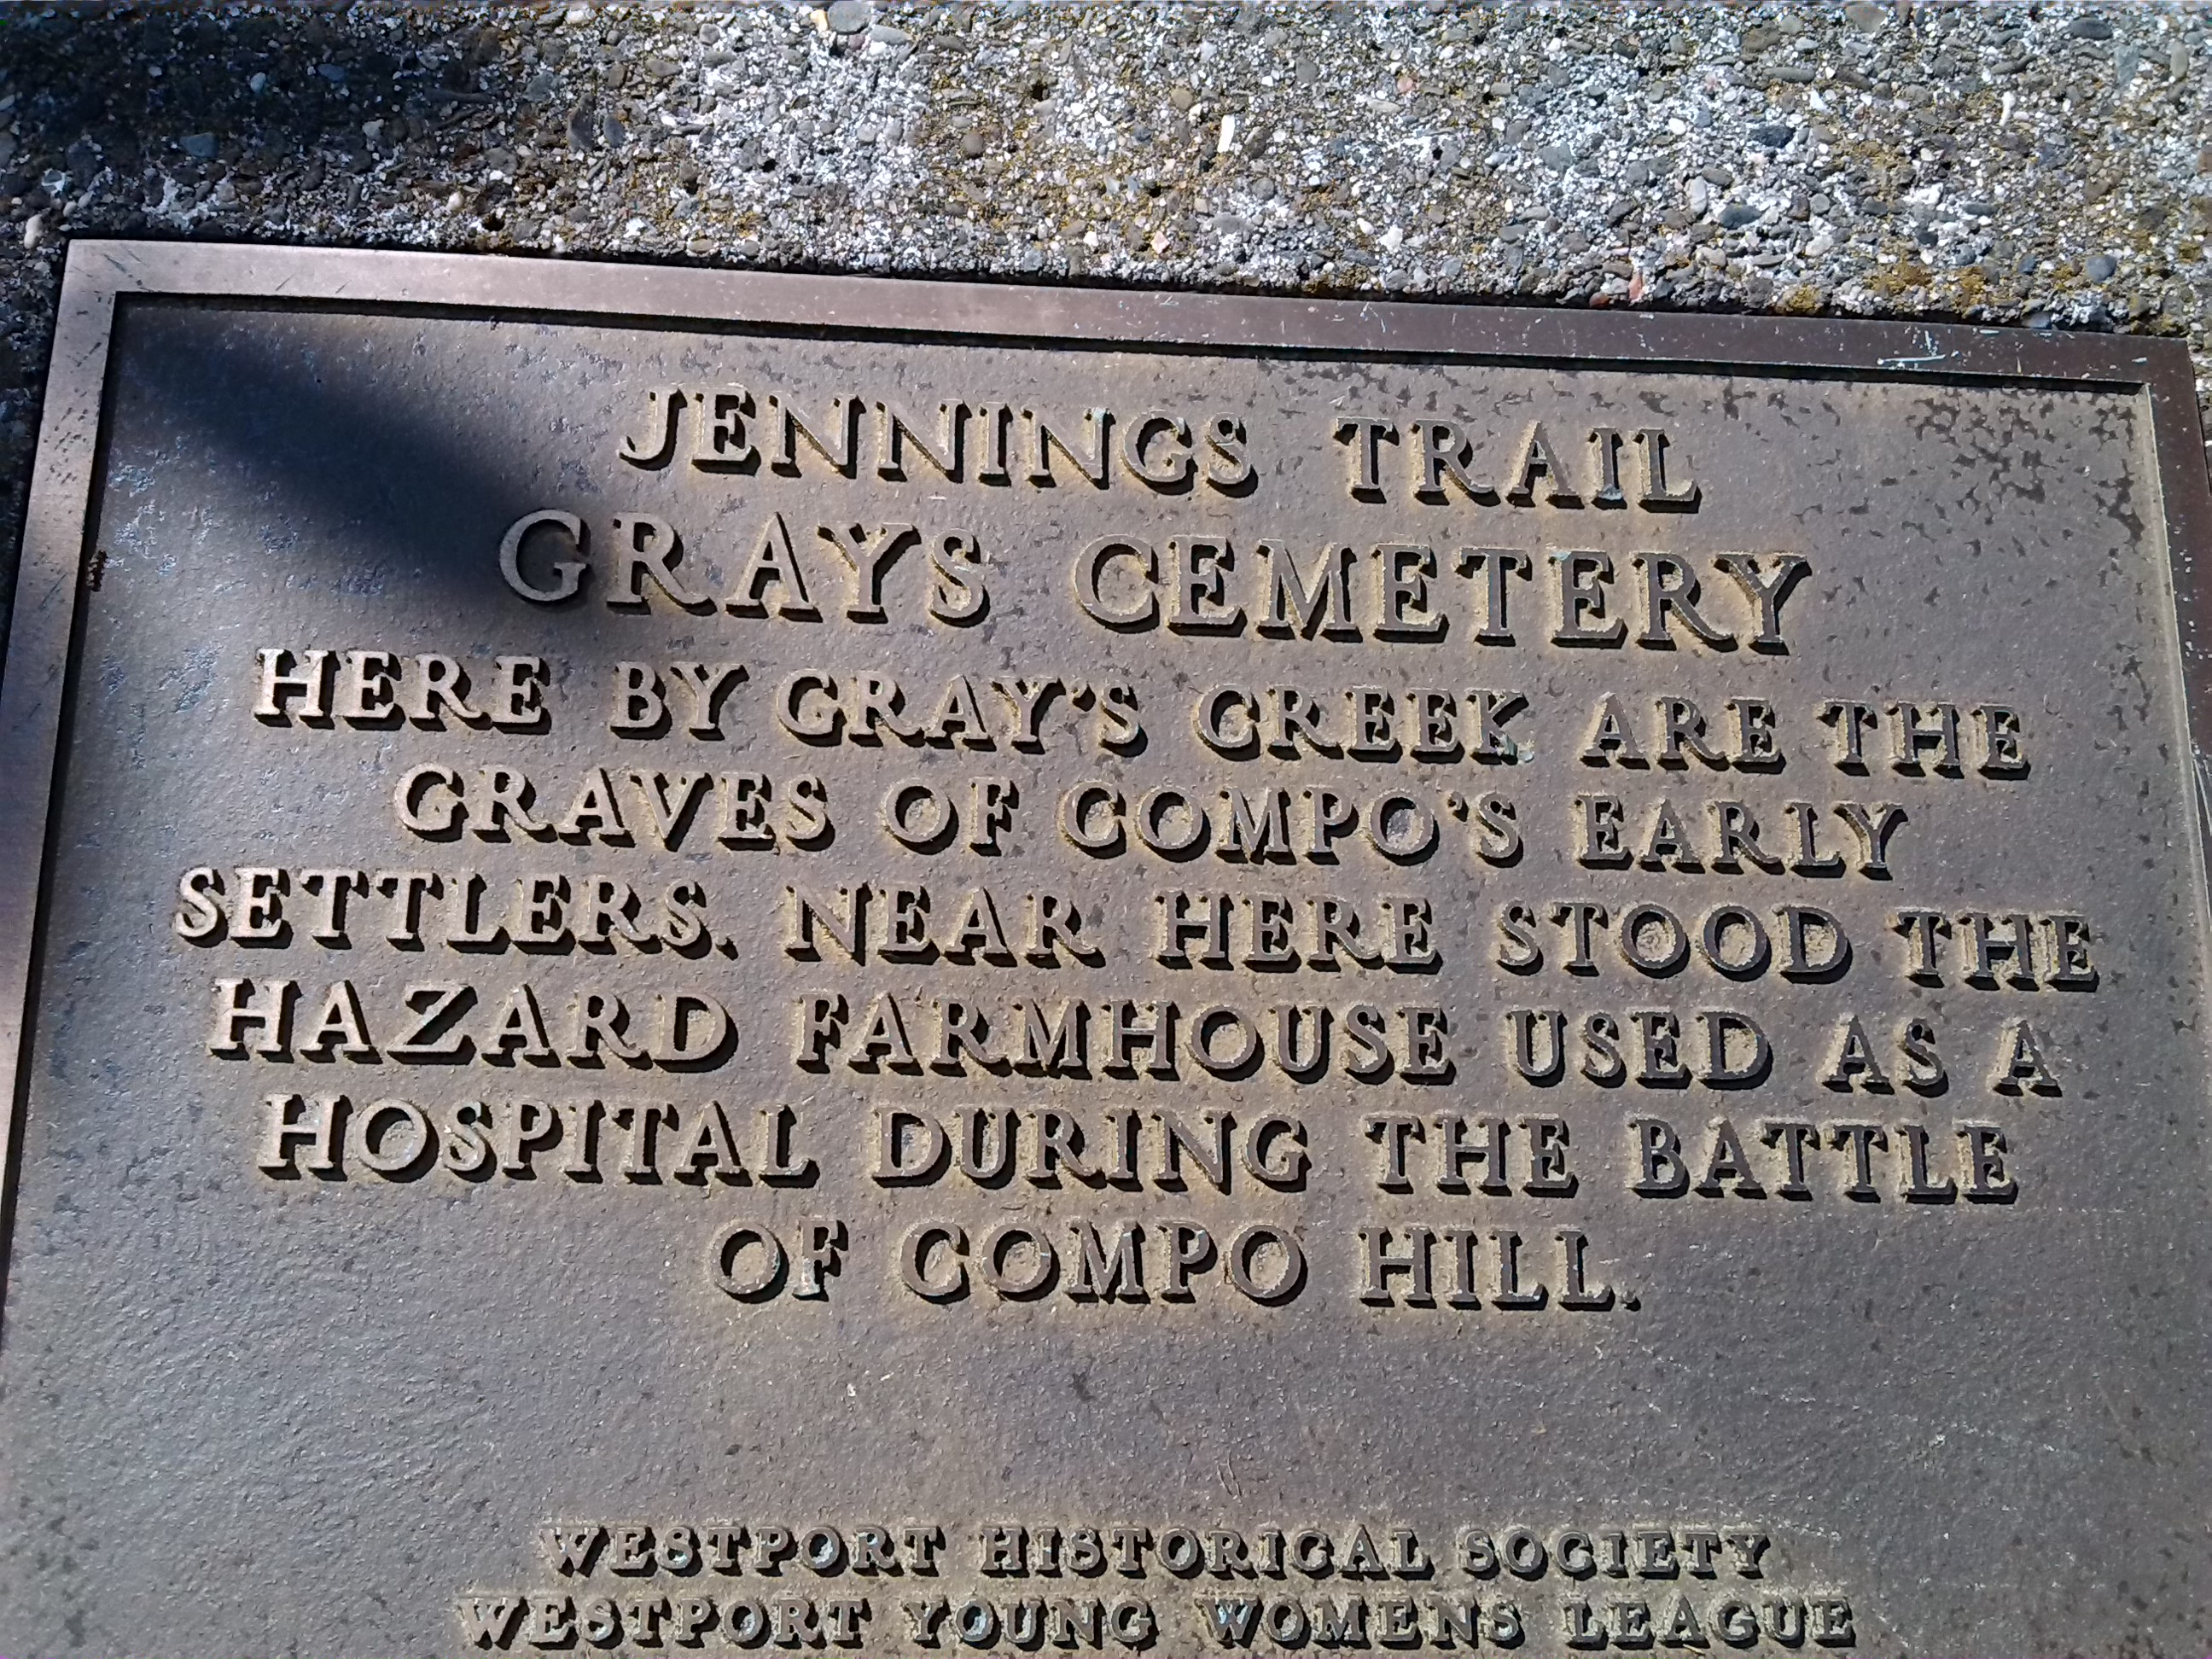 JENNINGS TRAIL
GRAYS CEMETERY
HERE BY GRAY'S CREEK ARE THE
GRAVES OF COMPO'S EARLY
SETTLERS. NEAR HERE STOOD THE
HAZARD FARMHOUSE USED AS A
HOSPITAL DURING THE BATTLE
OF COMPO HILL.
WESTPORT HISTORICAL SOCIETY
WESTPORT YOUNG WOMENS LEAGUE